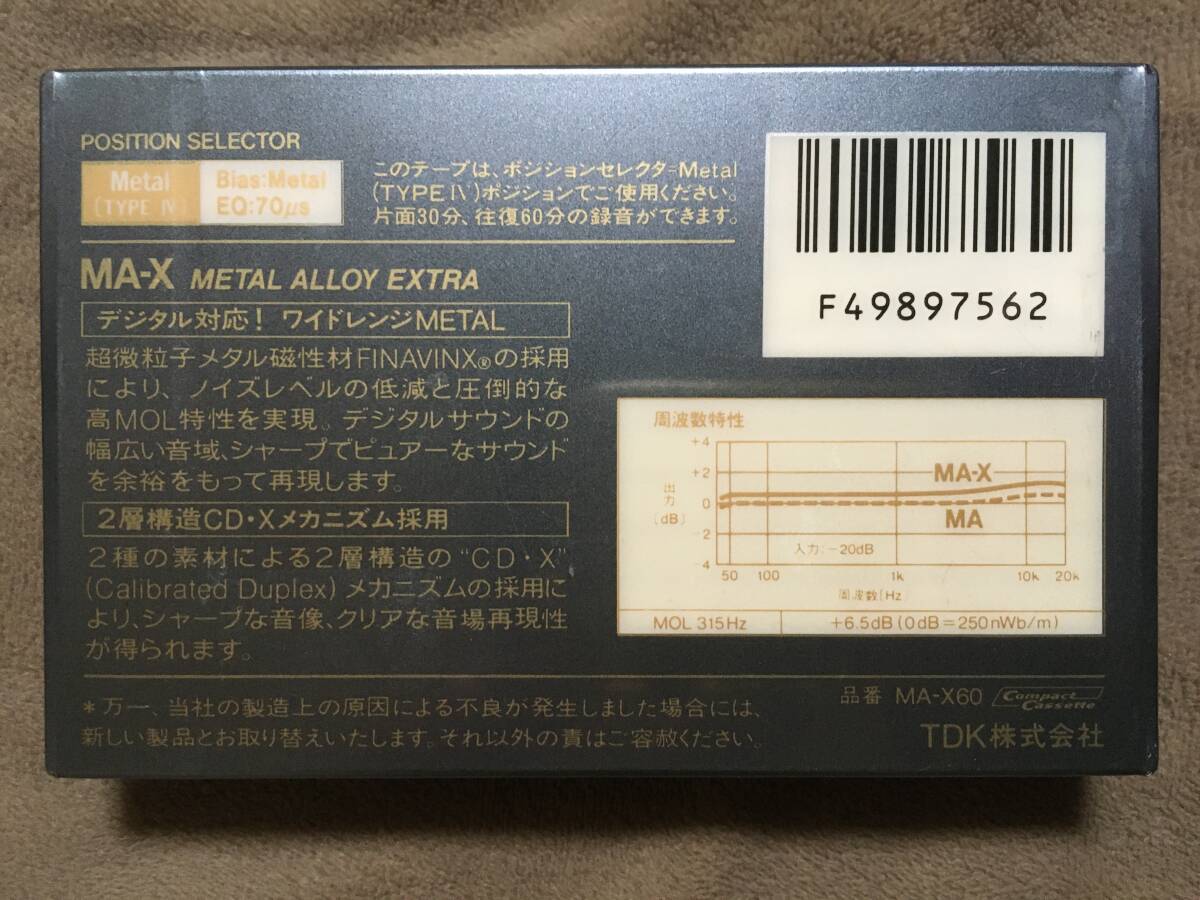 POSITION SELECTOR
Metal
(TYPE IV)
Bias:Metal
EQ:70μs
このテープは、ポジションセレクタ=Metal
(TYPE IV)ポジションでご使用ください。
片面30分、往復60分の録音ができます。
F49897562
MA-X METAL ALLOY EXTRA
デジタル対応! ワイドレンジMETAL
超微粒子メタル磁性材FINAVINX®の採用
により、ノイズレベルの低減と圧倒的な
高MOL特性を実現。デジタルサウンドの
幅広い音域、シャープでピュアーなサウンド
を余裕をもって再現します。
2層構造CD・Xメカニズム採用
2種の素材による2層構造の“CD・X”
(Calibrated Duplex)メカニズムの採用に
より、シャープな音像、クリアな音場再現性
が得られます。
周波数特性
+4
+2
0
-2
-4
出力
(dB)
MA-X
MA
入力:-20dB
50 100 1k 10k 20k
周波数(Hz)
MOL 315Hz +6.5dB(0dB=250nWb/m)
*万一、当社の製造上の原因による不良が発生しました場合には、
新しい製品とお取り替えいたします。それ以外の責はご容赦ください。
品番 MA-X60 Compact Cassette
TDK株式会社